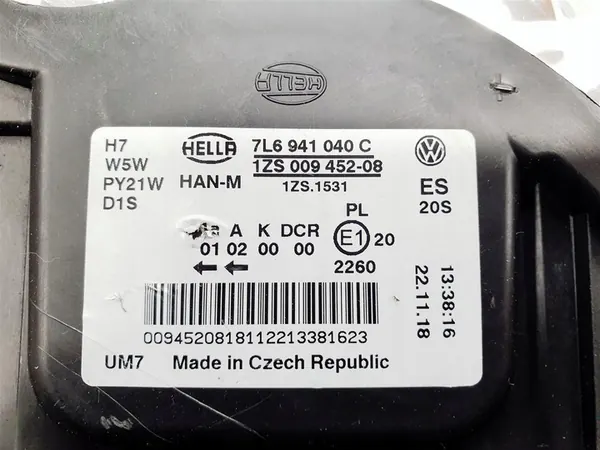 HELLA
H7
W5W
PY21W
D1S
HELLA
HAN-M
7L6 941 040 C
1ZS 009 452-08
1ZS.1531
ES
20S
A K DCR
01 02 00 00
PL
E1 20
2260
13:38:16
22.11.18
0094520818112213381623
UM7 Made in Czech Republic